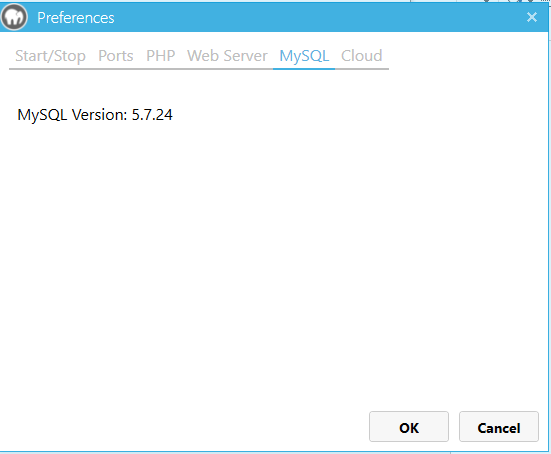 Preferences
Start/Stop Ports PHP Web Server MySQL Cloud
MySQL Version: 5.7.24
OK Cancel